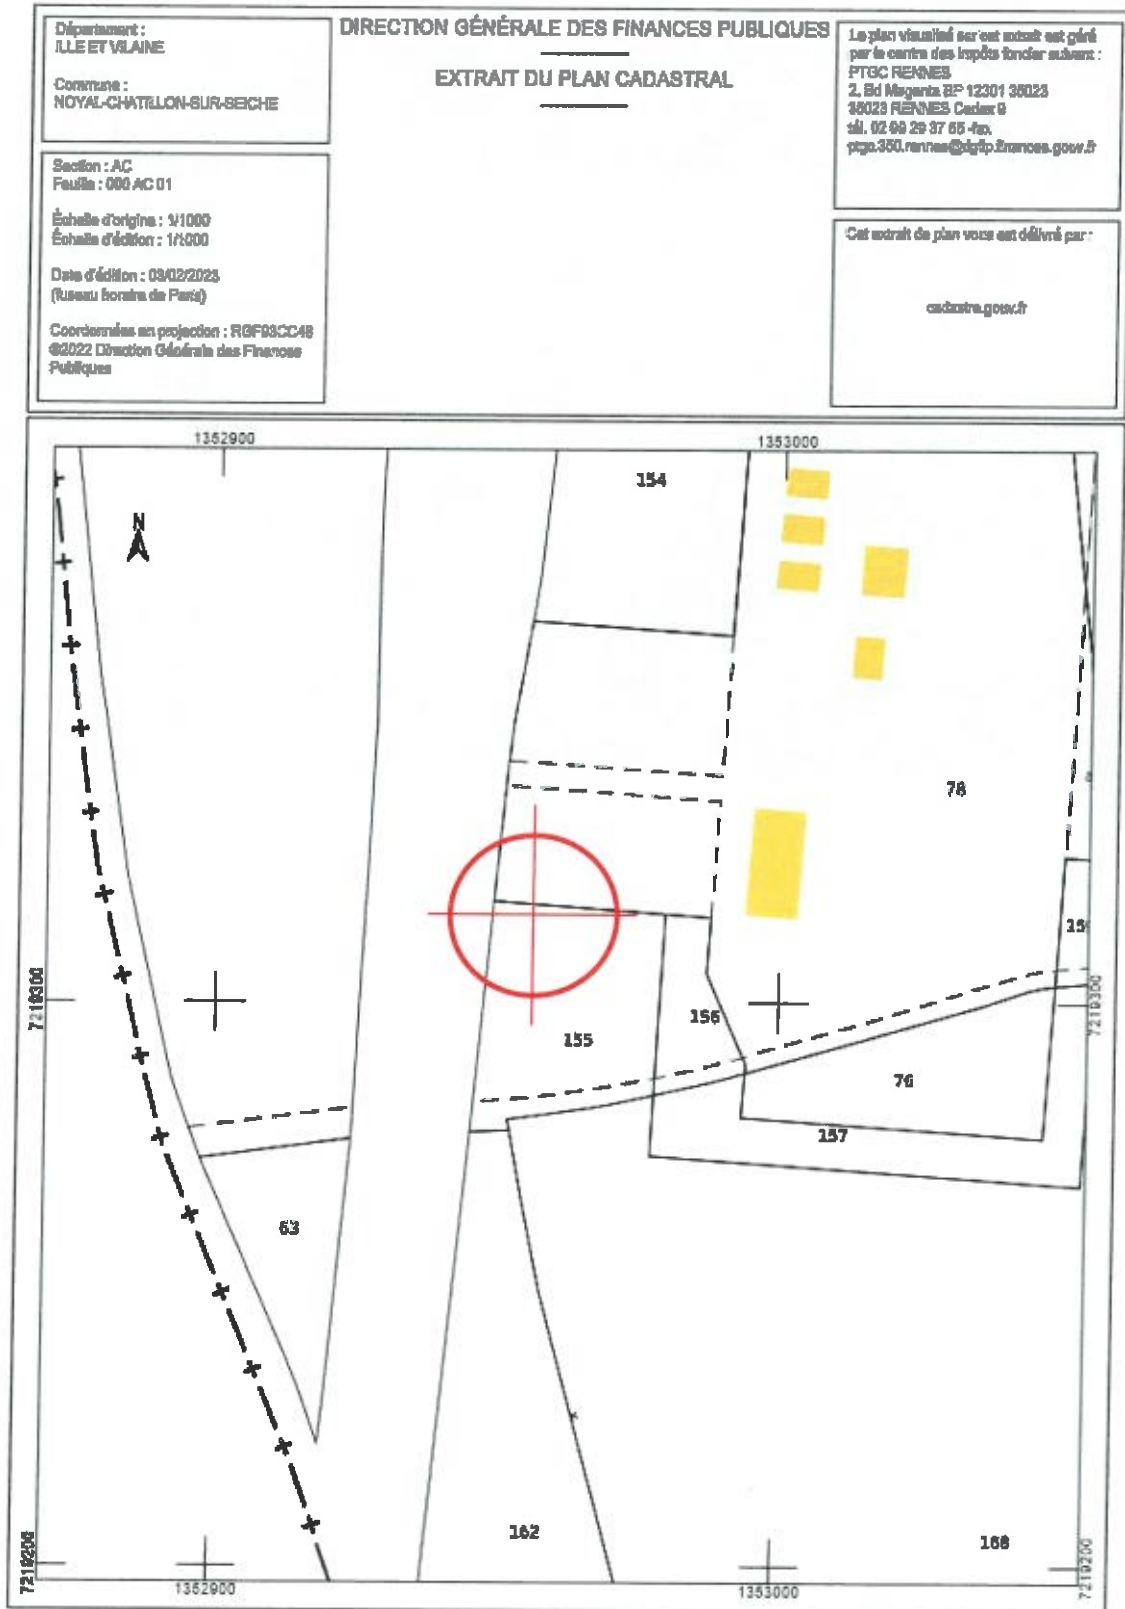 Département :
ILLE ET VILAINE
Commune :
NOYAL-CHATILLON-SUR-SEICHE
Section : AC
Feuille : 000 AC 01
Échelle d'origine : 1/1000
Échelle d'édition : 1/1000
Date d'édition : 03/02/2023
(fuseau horaire de Paris)
Coordonnées en projection : RGF93CC48
©2022 Direction Générale des Finances
Publiques
DIRECTION GÉNÉRALE DES FINANCES PUBLIQUES
EXTRAIT DU PLAN CADASTRAL
Le plan visualisé sur cet extrait est géré
par le centre des impôts foncier suivant :
PTGC RENNES
2, Bd Magenta BP 12301 35023
35023 RENNES Cedex 9
tél. 02 99 29 37 55 -fax
ptgc.350.rennes@dgfip.finances.gouv.fr
Cet extrait de plan vous est délivré par :
cadastre.gouv.fr
1352900
1353000
154
N
78
15
7219300
7219300
155
156
76
157
63
162
168
7219200
7219200
1352900
1353000